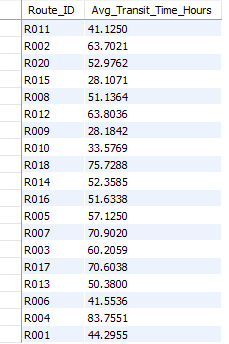 Route_ID Avg_Transit_Time_Hours
R011 41.1250
R002 63.7021
R020 52.9762
R015 28.1071
R008 51.1364
R012 63.8036
R009 28.1842
R010 33.5769
R018 75.7288
R014 52.3585
R016 51.6338
R005 57.1250
R007 70.9020
R003 60.2059
R017 70.6038
R013 50.3800
R006 41.5536
R004 83.7551
R001 44.2955